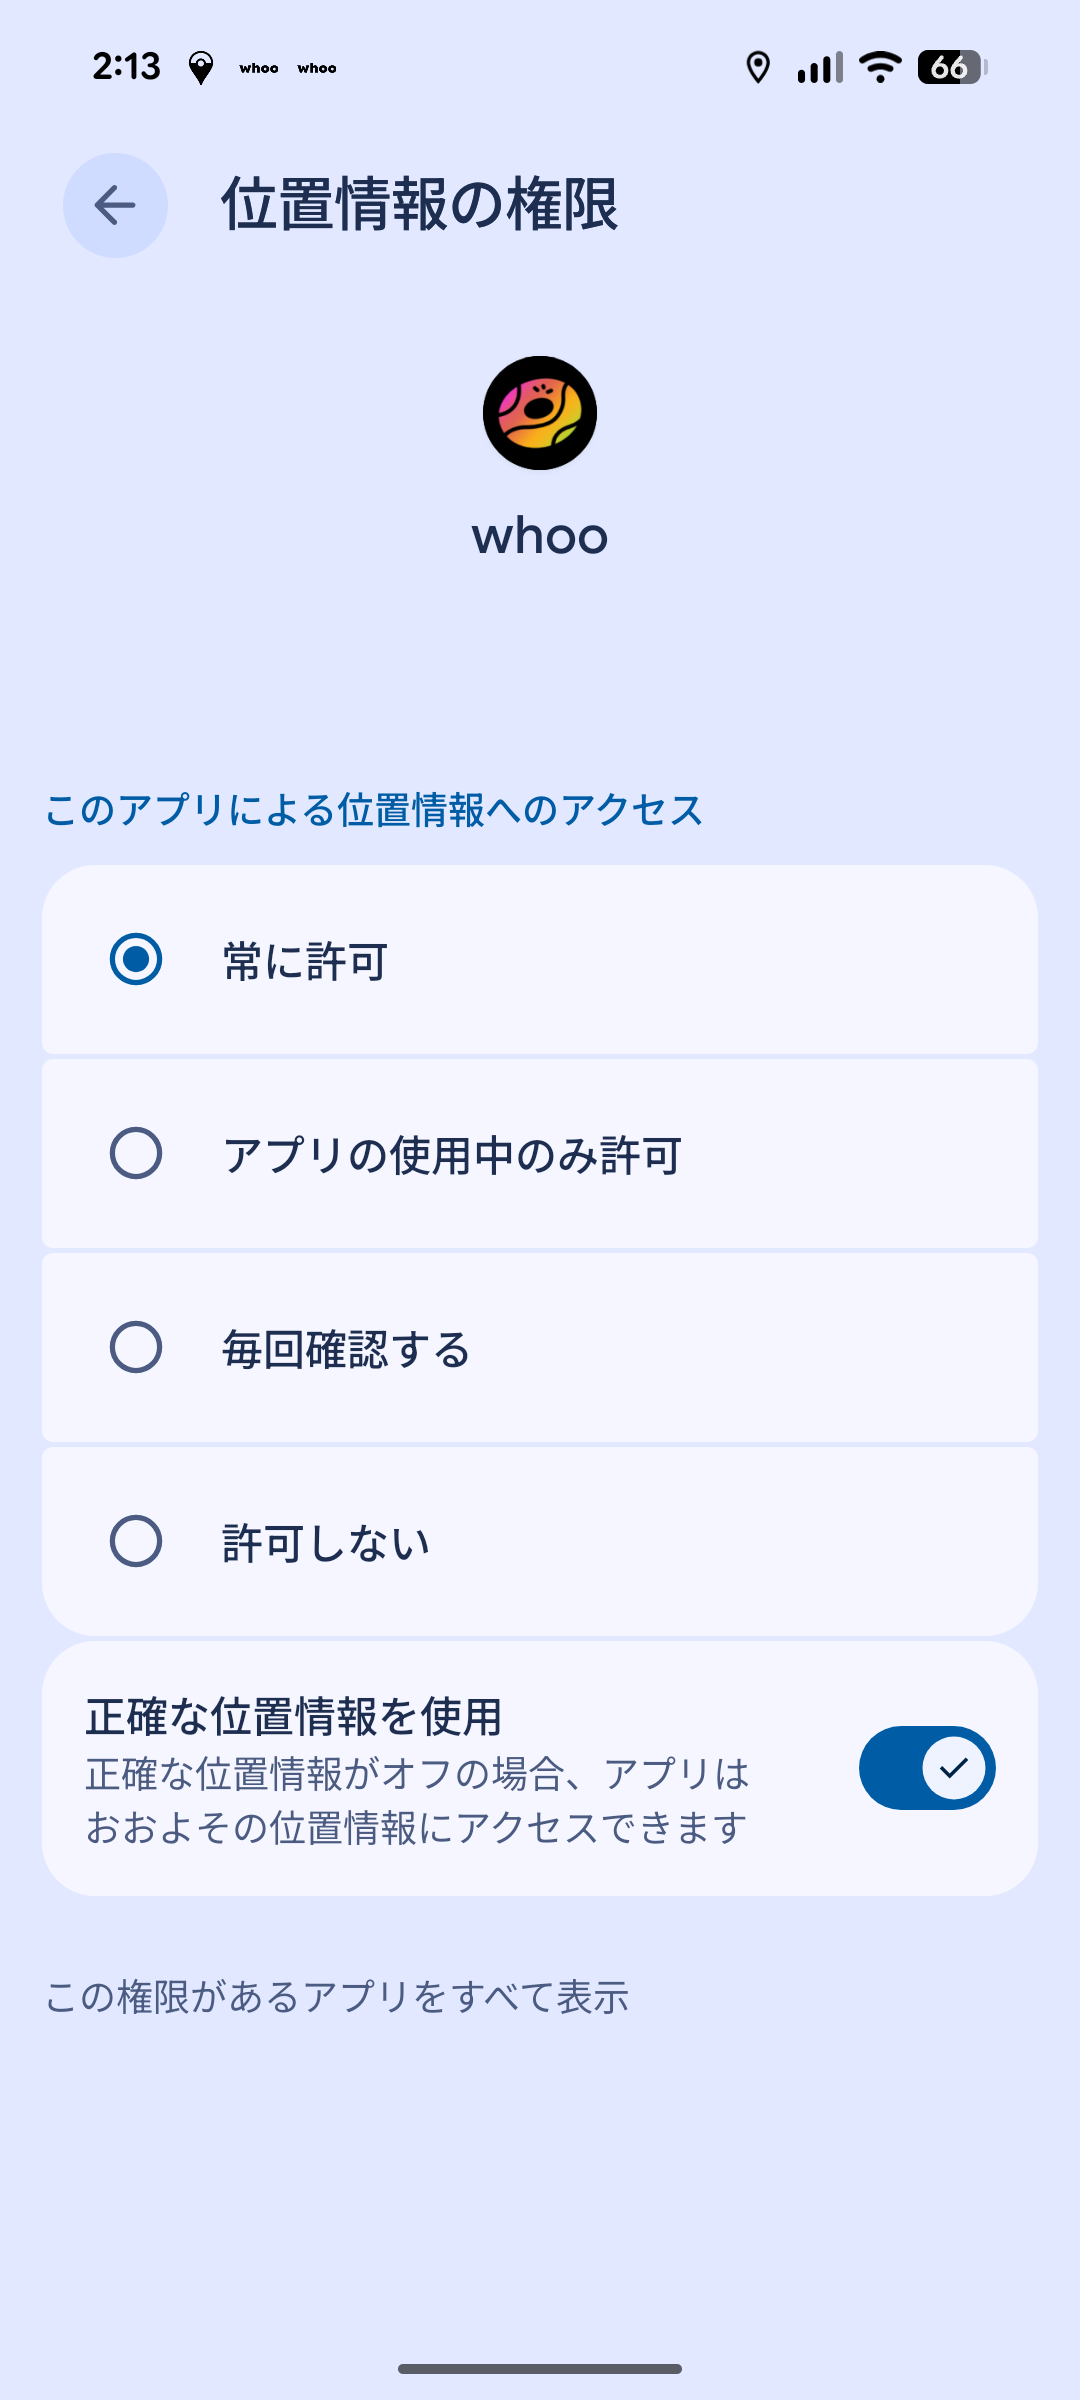 2:13 whoo whoo 66
位置情報の権限
whoo
このアプリによる位置情報へのアクセス
常に許可
アプリの使用中のみ許可
毎回確認する
許可しない
正確な位置情報を使用
正確な位置情報がオフの場合、アプリは
おおよその位置情報にアクセスできます
この権限があるアプリをすべて表示